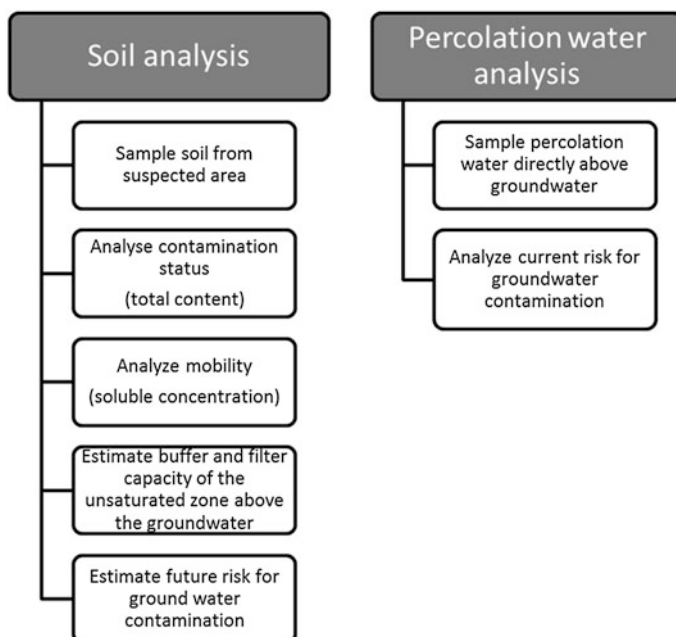 Soil analysis
Sample soil from
suspected area
Analyse contamination
status
(total content)
Analyze mobility
(soluble concentration)
Estimate buffer and filter
capacity of the
unsaturated zone above
the groundwater
Estimate future risk for
ground water
contamination
Percolation water
analysis
Sample percolation
water directly above
groundwater
Analyze current risk for
groundwater
contamination